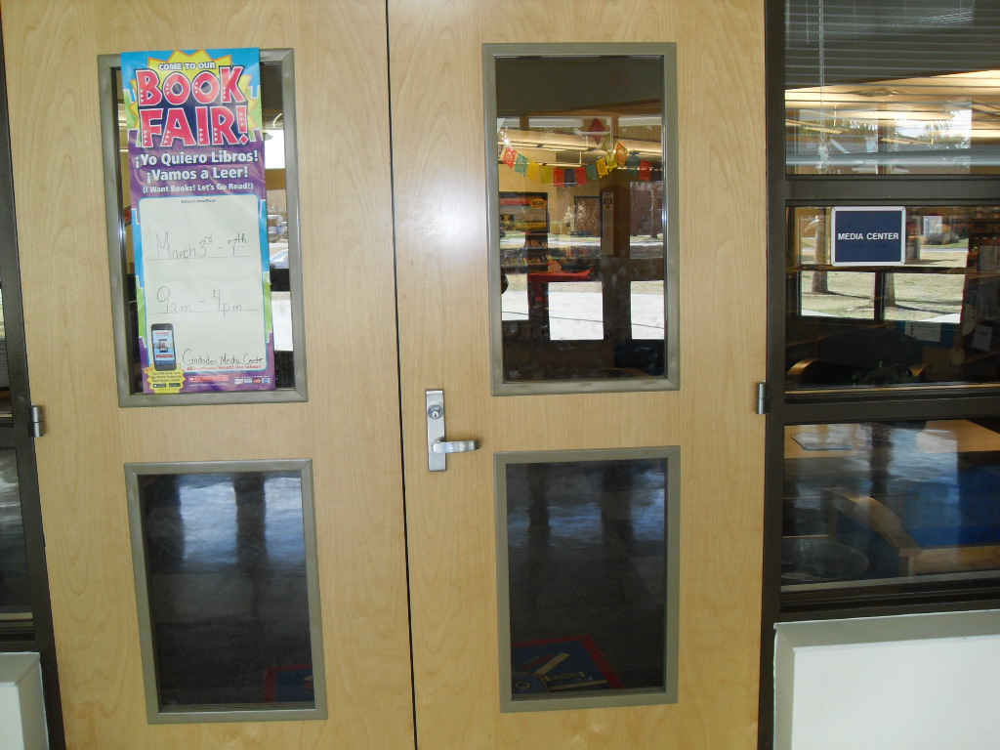 COME TO OUR
BOOK
FAIR!
¡Yo Quiero Libros!
¡Vamos a Leer!
(I Want Books! Let's Go Read!)
March 3rd - 7th
9am - 4pm
Gadsden Media Center
MEDIA CENTER